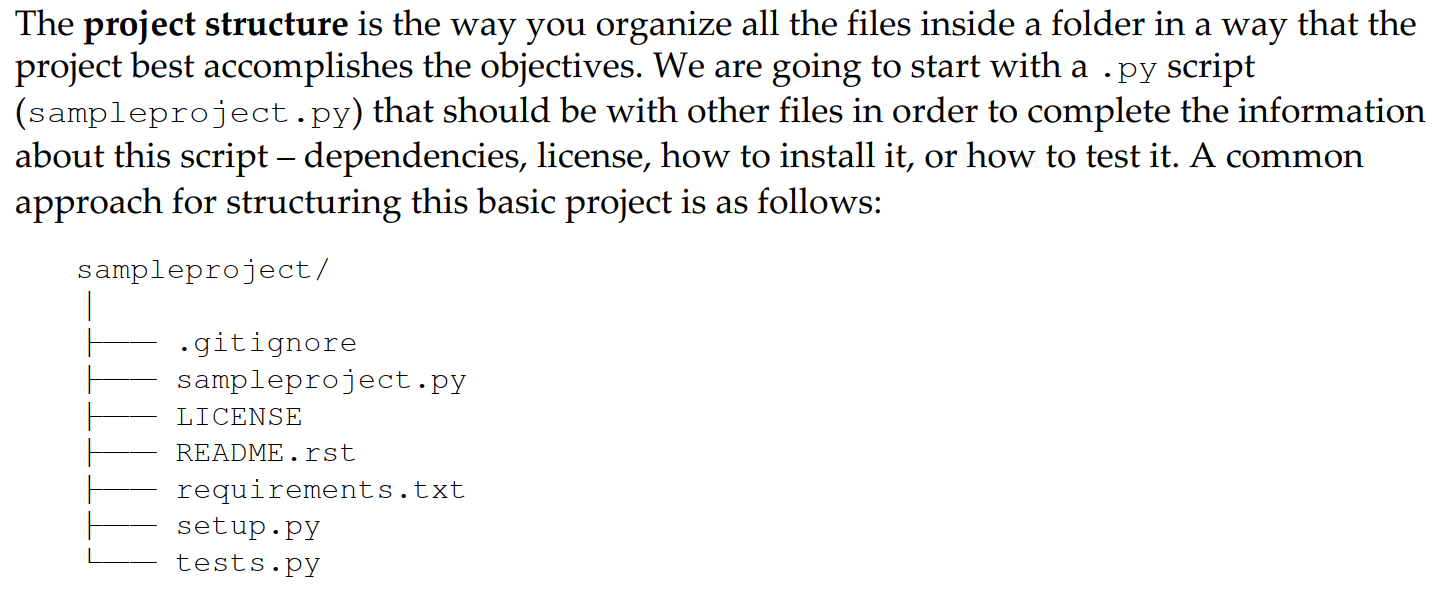 The project structure is the way you organize all the files inside a folder in a way that the
project best accomplishes the objectives. We are going to start with a .py script
(sampleproject.py) that should be with other files in order to complete the information
about this script – dependencies, license, how to install it, or how to test it. A common
approach for structuring this basic project is as follows:
sampleproject/
│
├── .gitignore
├── sampleproject.py
├── LICENSE
├── README.rst
├── requirements.txt
├── setup.py
└── tests.py